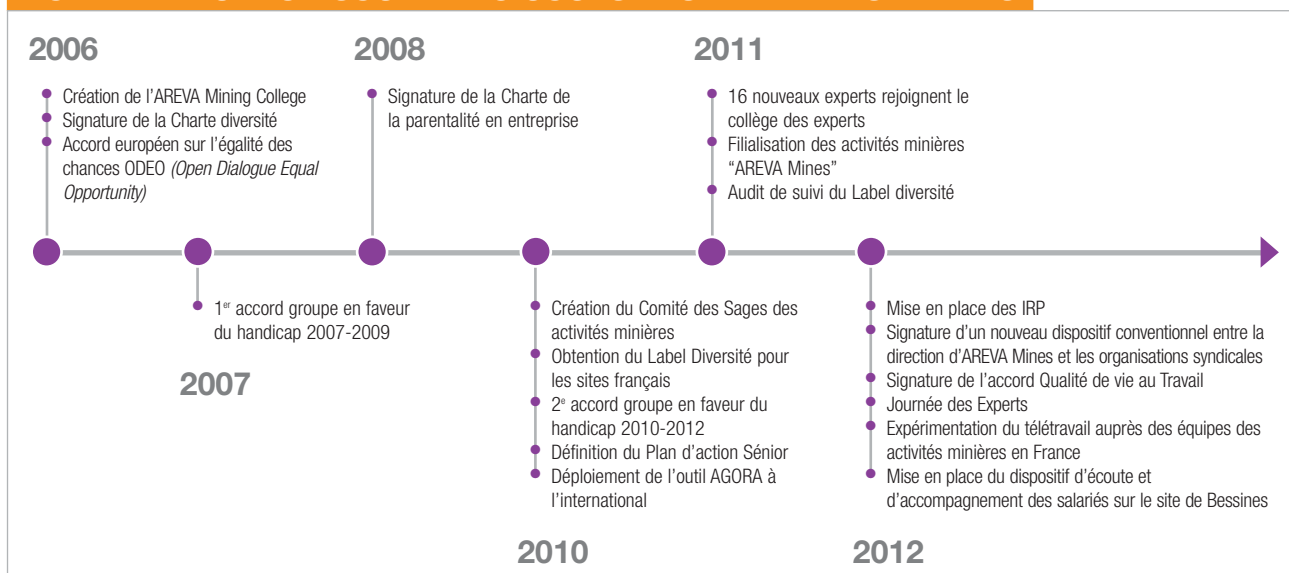 2006
Création de l'AREVA Mining College
Signature de la Charte diversité
Accord européen sur l'égalité des
chances ODEO (Open Dialogue Equal
Opportunity)
1er accord groupe en faveur
du handicap 2007-2009
2007
2008
Signature de la Charte de
la parentalité en entreprise
Création du Comité des Sages des
activités minières
Obtention du Label Diversité pour
les sites français
2e accord groupe en faveur du
handicap 2010-2012
Définition du Plan d'action Sénior
Déploiement de l'outil AGORA à
l'international
2010
2011
16 nouveaux experts rejoignent le
collège des experts
Filialisation des activités minières
“AREVA Mines”
Audit de suivi du Label diversité
Mise en place des IRP
Signature d'un nouveau dispositif conventionnel entre la
direction d'AREVA Mines et les organisations syndicales
Signature de l'accord Qualité de vie au Travail
Journée des Experts
Expérimentation du télétravail auprès des équipes des
activités minières en France
Mise en place du dispositif d'écoute et
d'accompagnement des salariés sur le site de Bessines
2012